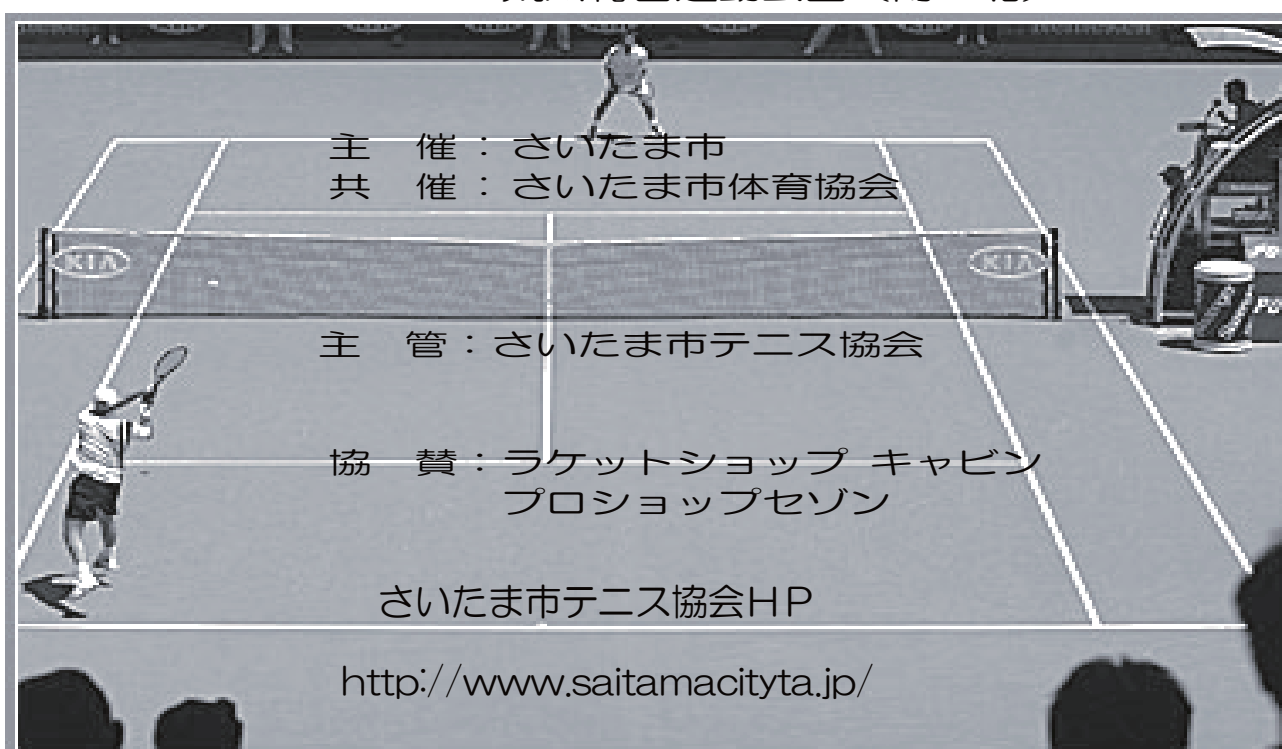 主　催：さいたま市
共　催：さいたま市体育協会
KIA KIA
主　管：さいたま市テニス協会
協　賛：ラケットショップ キャビン
プロショップセゾン
さいたま市テニス協会ＨＰ
http://www.saitamacityta.jp/